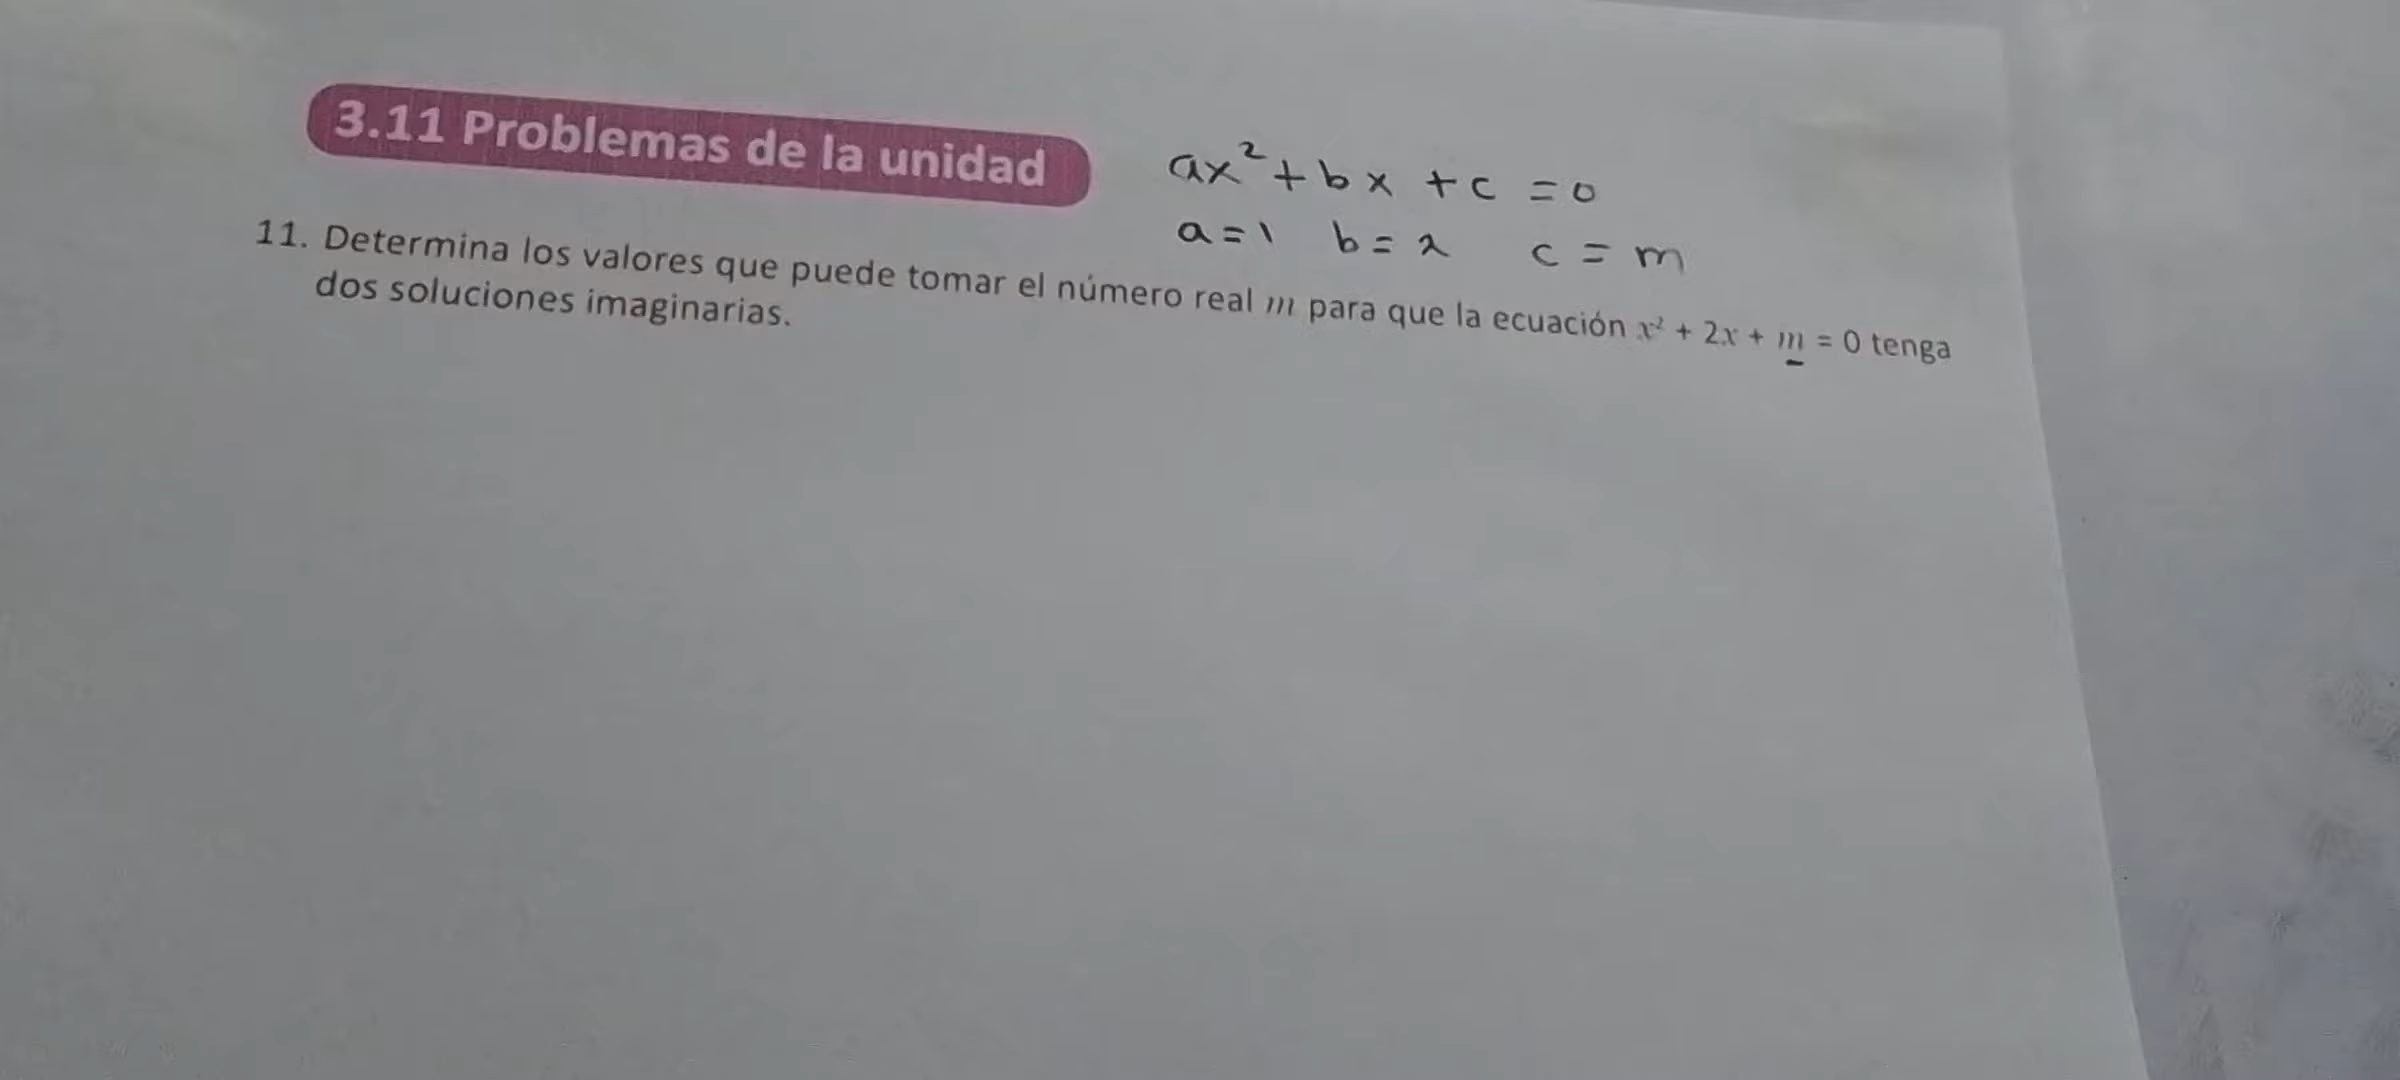 3.11 Problemas de la unidad
ax² + bx + c = 0
a = 1 b = 2 c = m
11. Determina los valores que puede tomar el número real m para que la ecuación x² + 2x + m = 0 tenga
dos soluciones imaginarias.